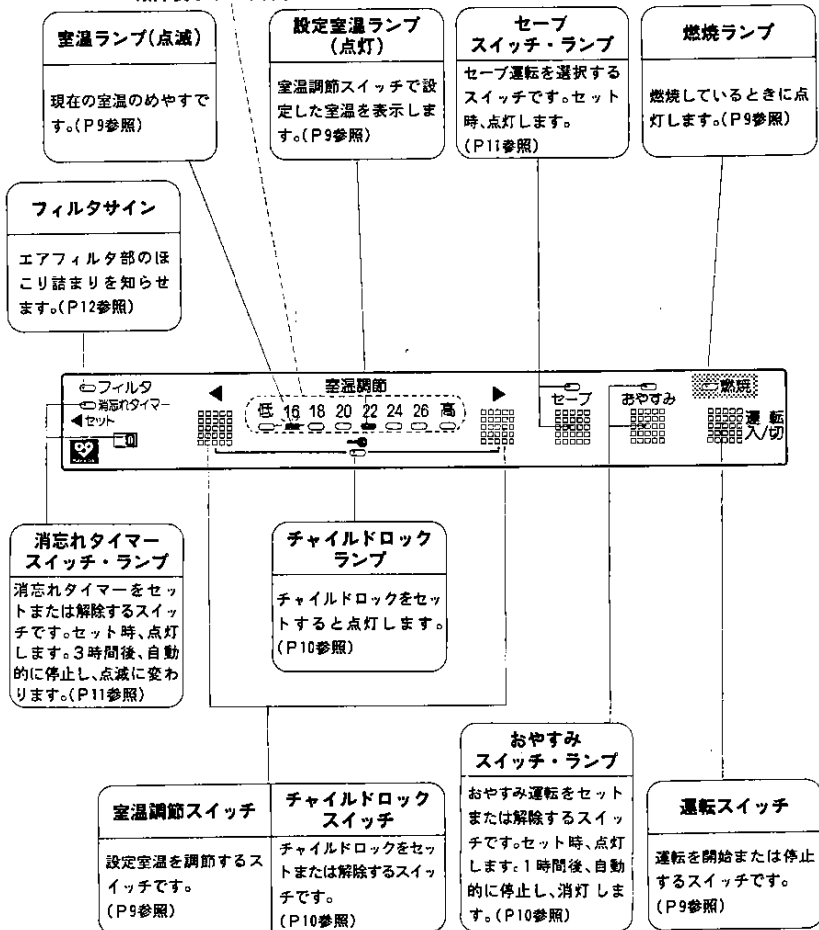 室温ランプ(点滅)
現在の室温のめやすで
す。(P9参照)
設定室温ランプ
(点灯)
室温調節スイッチで設
定した室温を表示しま
す。(P9参照)
セーブ
スイッチ・ランプ
セーブ運転を選択する
スイッチです。セット
時、点灯します。
(P11参照)
燃焼ランプ
燃焼しているときに点
灯します。(P9参照)
フィルタサイン
エアフィルタ部のほ
こり詰まりを知らせ
ます。(P12参照)
フィルタ
消忘れタイマー
◀セット
◀ 室温調節 ▶
低 16 18 20 22 24 26 高
セーブ
おやすみ
燃焼
運転
入/切
消忘れタイマー
スイッチ・ランプ
消忘れタイマーをセッ
トまたは解除するスイッ
チです。セット時、点灯
します。3時間後、自動
的に停止し、点滅に変わ
ります。(P11参照)
チャイルドロック
ランプ
チャイルドロックをセッ
トすると点灯します。
(P10参照)
室温調節スイッチ
設定室温を調節するス
イッチです。
(P9参照)
チャイルドロック
スイッチ
チャイルドロックをセッ
トまたは解除するスイッ
チです。
(P10参照)
おやすみ
スイッチ・ランプ
おやすみ運転をセット
または解除するスイッ
チです。セット時、点灯
します。1時間後、自動
的に停止し、消灯しま
す。(P10参照)
運転スイッチ
運転を開始または停止
するスイッチです。
(P9参照)